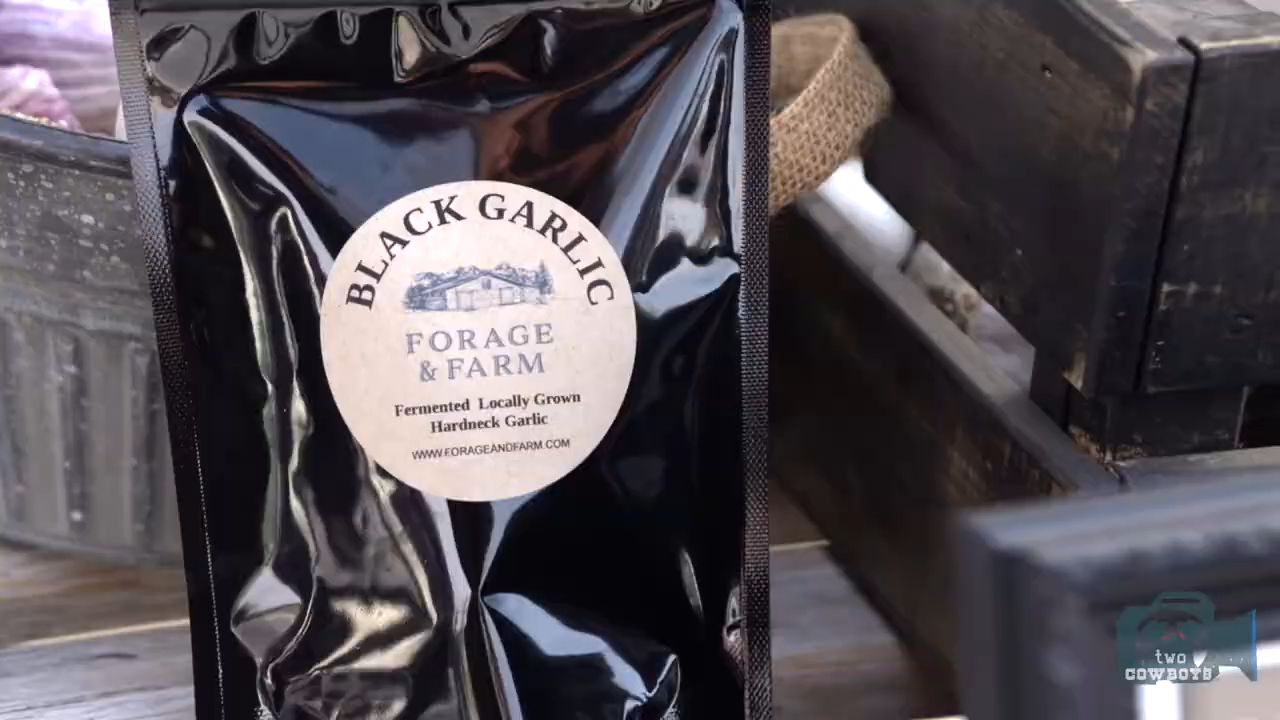 BLACK GARLIC
FORAGE
& FARM
Fermented Locally Grown
Hardneck Garlic
WWW.FORAGEANDFARM.COM
two
COWBOYS